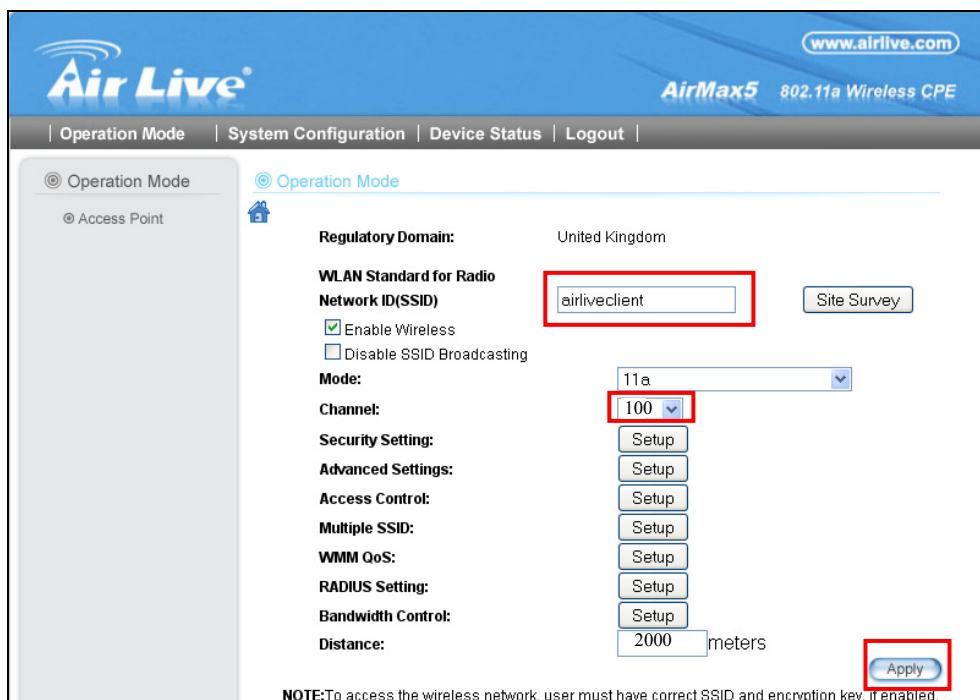 www.airlive.com
Air Live®
AirMax5 802.11a Wireless CPE
| Operation Mode | System Configuration | Device Status | Logout |
Operation Mode
Access Point
Operation Mode
Regulatory Domain: United Kingdom
WLAN Standard for Radio
Network ID(SSID) airliveclient Site Survey
Enable Wireless
Disable SSID Broadcasting
Mode: 11a
Channel: 100
Security Setting: Setup
Advanced Settings: Setup
Access Control: Setup
Multiple SSID: Setup
WMM QoS: Setup
RADIUS Setting: Setup
Bandwidth Control: Setup
Distance: 2000 meters
Apply
NOTE:To access the wireless network, user must have correct SSID and encryption key, if enabled.